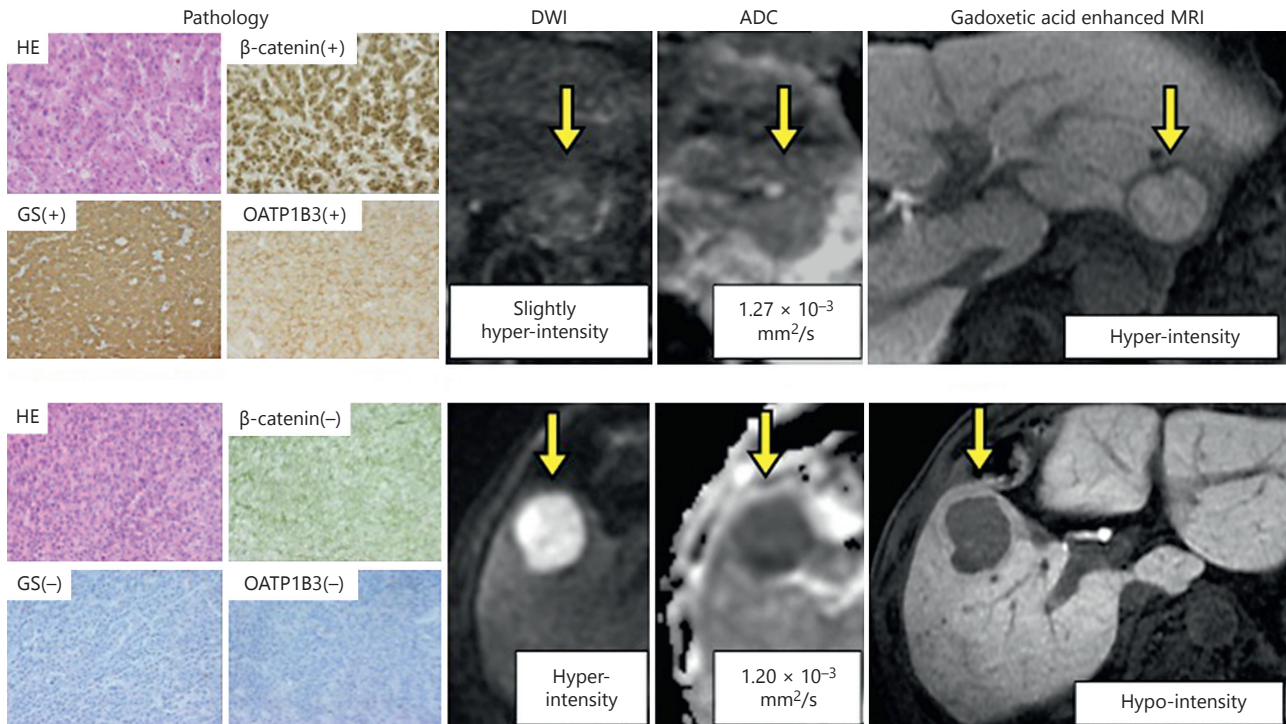 Pathology
DWI
ADC
Gadoxetic acid enhanced MRI
HE
β-catenin(+)
GS(+)
OATP1B3(+)
Slightly
hyper-intensity
1.27 × 10⁻³
mm²/s
Hyper-intensity
HE
β-catenin(–)
GS(–)
OATP1B3(–)
Hyper-
intensity
1.20 × 10⁻³
mm²/s
Hypo-intensity